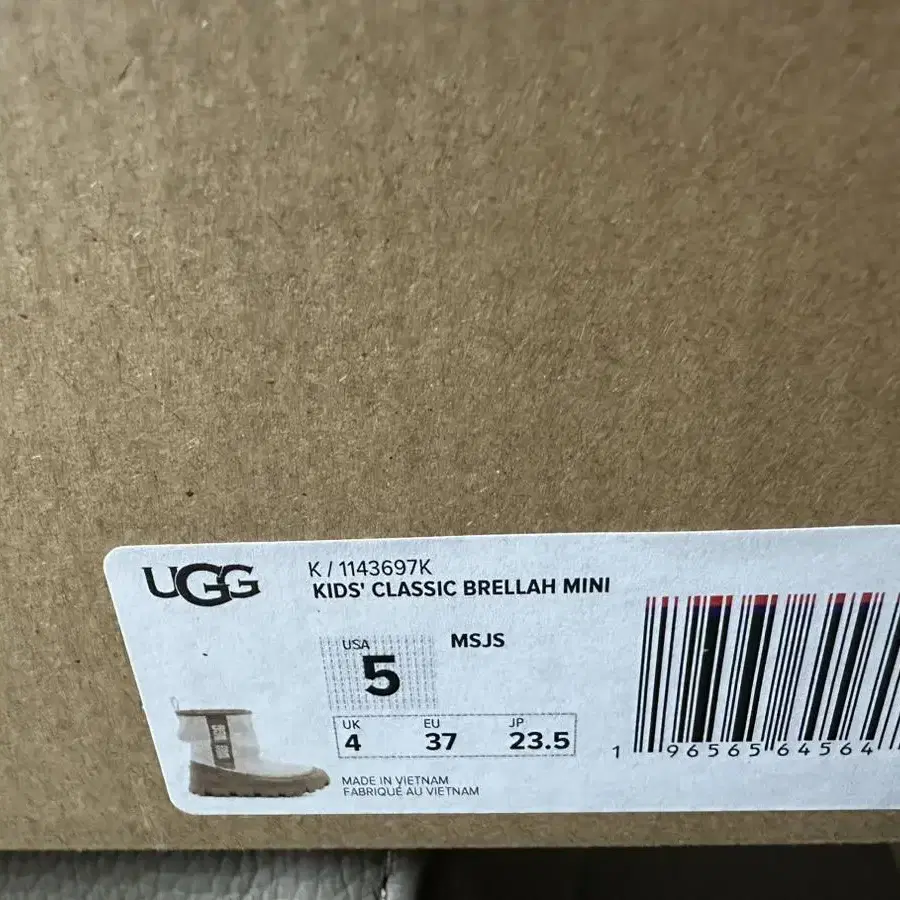 UGG
K / 1143697K
KIDS' CLASSIC BRELLAH MINI
MSJS
USA
5
UK EU JP
4 37 23.5
MADE IN VIETNAM
FABRIQUÉ AU VIETNAM
1 96565 64564